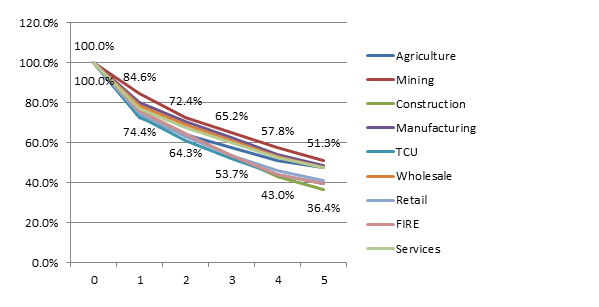 120.0%
100.0%
80.0%
60.0%
40.0%
20.0%
0.0%
100.0%
100.0%
84.6%
72.4%
65.2%
57.8%
51.3%
74.4%
64.3%
53.7%
43.0%
36.4%
0 1 2 3 4 5
Agriculture
Mining
Construction
Manufacturing
TCU
Wholesale
Retail
FIRE
Services